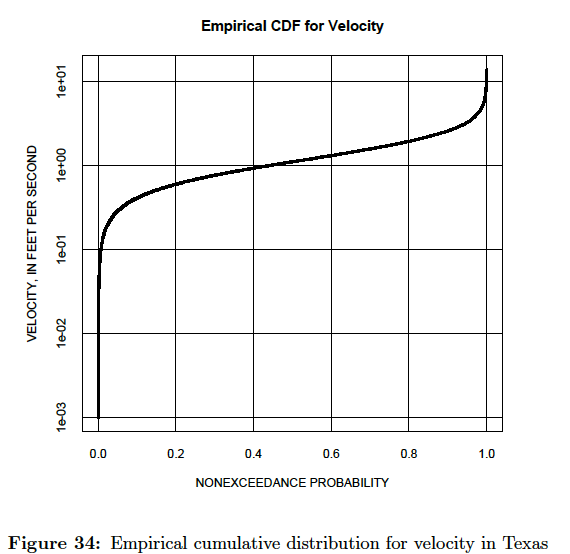 Empirical CDF for Velocity
1e+01
1e+00
1e-01
1e-02
1e-03
VELOCITY, IN FEET PER SECOND
0.0 0.2 0.4 0.6 0.8 1.0
NONEXCEEDANCE PROBABILITY
Figure 34: Empirical cumulative distribution for velocity in Texas